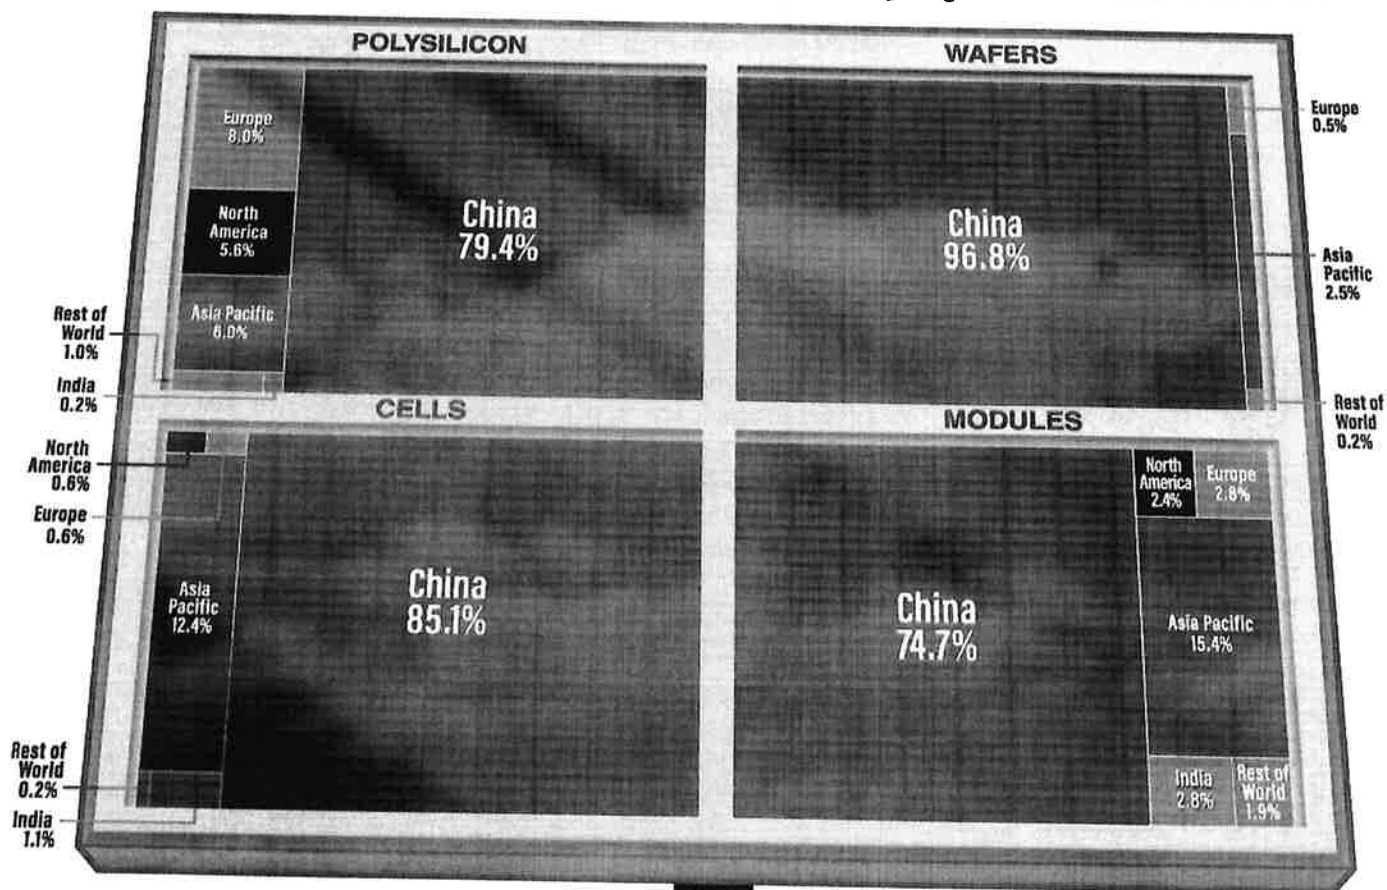 POLYSILICON
Europe
8.0%
North
America
5.6%
Asia Pacific
6.0%
China
79.4%
Rest of
World
1.0%
India
0.2%
WAFERS
China
96.8%
Europe
0.5%
Asia
Pacific
2.5%
Rest of
World
0.2%
CELLS
North
America
0.6%
Europe
0.6%
Asia
Pacific
12.4%
China
85.1%
Rest of
World
0.2%
India
1.1%
MODULES
China
74.7%
North
America
2.4%
Europe
2.8%
Asia Pacific
15.4%
India
2.8%
Rest of
World
1.9%